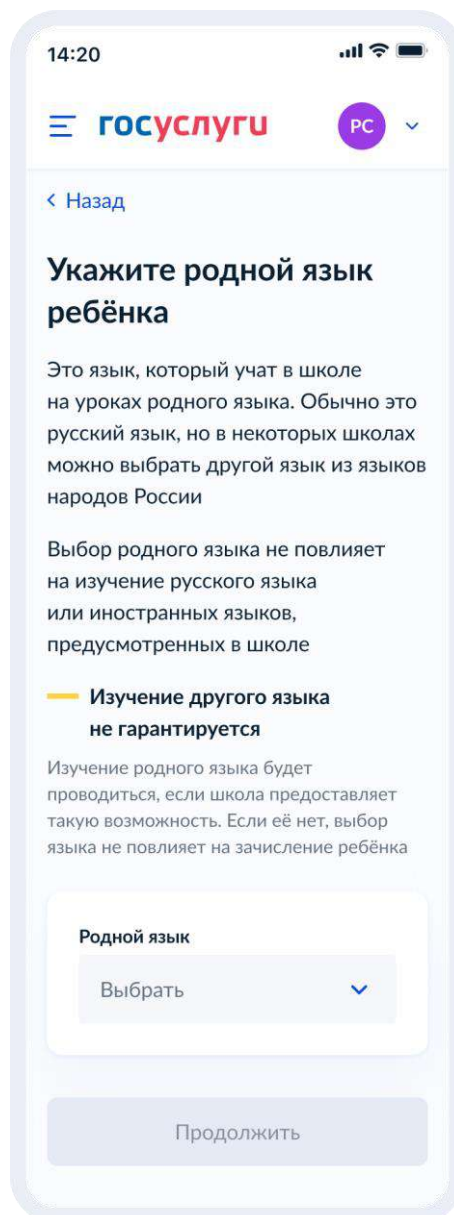 14:20
госуслуги
РС
Назад
Укажите родной язык
ребёнка
Это язык, который учат в школе
на уроках родного языка. Обычно это
русский язык, но в некоторых школах
можно выбрать другой язык из языков
народов России
Выбор родного языка не повлияет
на изучение русского языка
или иностранных языков,
предусмотренных в школе
Изучение другого языка
не гарантируется
Изучение родного языка будет
проводиться, если школа предоставляет
такую возможность. Если её нет, выбор
языка не повлияет на зачисление ребёнка
Родной язык
Выбрать
Продолжить